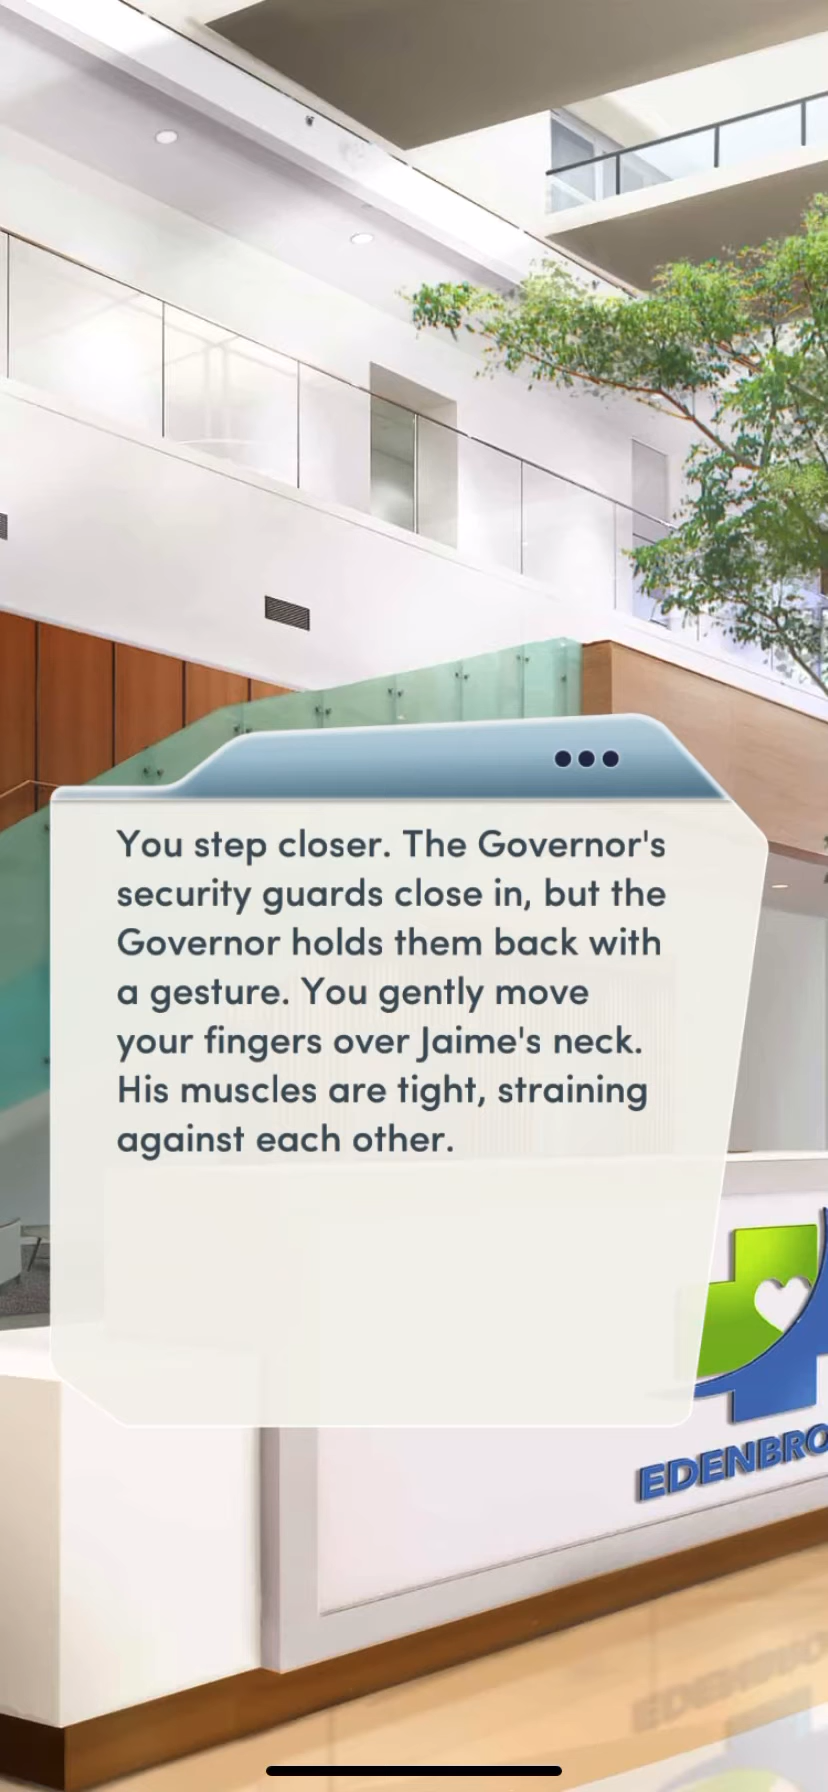 You step closer. The Governor's
security guards close in, but the
Governor holds them back with
a gesture. You gently move
your fingers over Jaime's neck.
His muscles are tight, straining
against each other.
EDENBRO